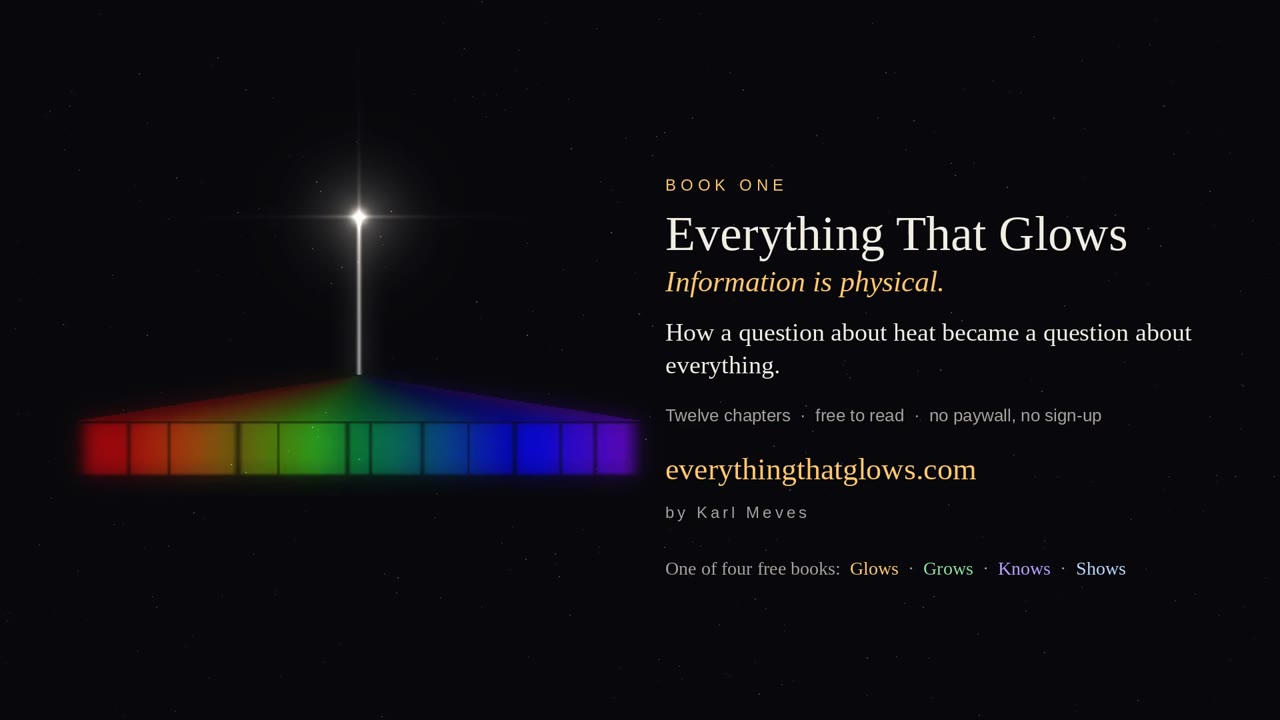 BOOK ONE
Everything That Glows
Information is physical.
How a question about heat became a question about
everything.
Twelve chapters · free to read · no paywall, no sign-up
everythingthatglows.com
by Karl Meves
One of four free books: Glows · Grows · Knows · Shows